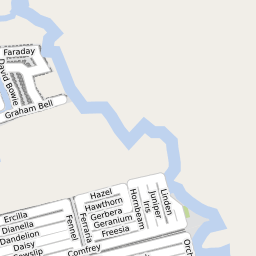 Faraday
David Bowie
Graham Bell
Hazel
Hawthorn
Gerbera
Geranium
Freesia
Ercilla
Dianella
Dandelion
Daisy
Cowslip
Fennel
Ferraria
Comfrey
Hornbeam
Iris
Juniper
Linden
Orc